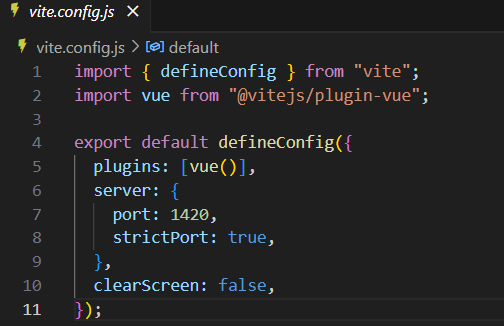 vite.config.js
vite.config.js > default
1 import { defineConfig } from "vite";
2 import vue from "@vitejs/plugin-vue";
3
4 export default defineConfig({
5   plugins: [vue()],
6   server: {
7     port: 1420,
8     strictPort: true,
9   },
10   clearScreen: false,
11 });